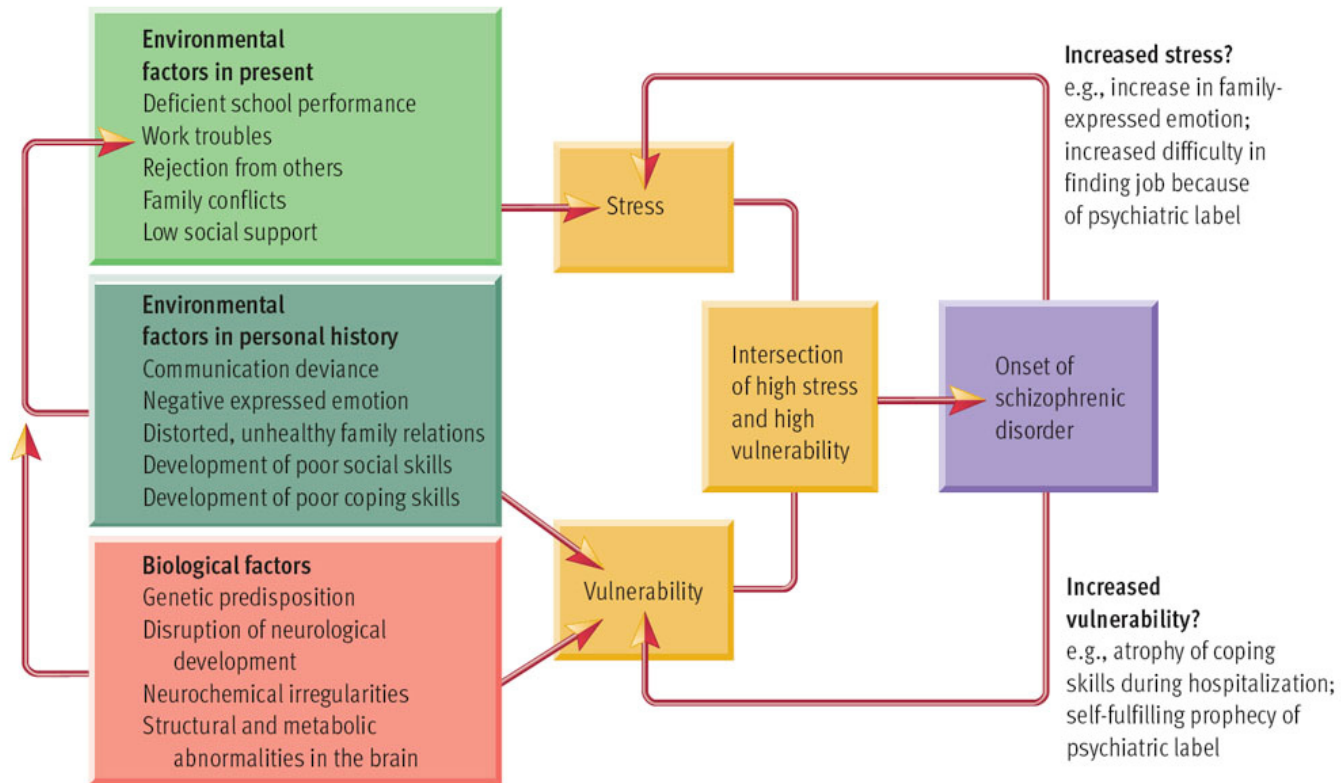 Environmental
factors in present
Deficient school performance
Work troubles
Rejection from others
Family conflicts
Low social support
Environmental
factors in personal history
Communication deviance
Negative expressed emotion
Distorted, unhealthy family relations
Development of poor social skills
Development of poor coping skills
Biological factors
Genetic predisposition
Disruption of neurological
development
Neurochemical irregularities
Structural and metabolic
abnormalities in the brain
Stress
Vulnerability
Intersection
of high stress
and high
vulnerability
Onset of
schizophrenic
disorder
Increased stress?
e.g., increase in family-
expressed emotion;
increased difficulty in
finding job because
of psychiatric label
Increased
vulnerability?
e.g., atrophy of coping
skills during hospitalization;
self-fulfilling prophecy of
psychiatric label